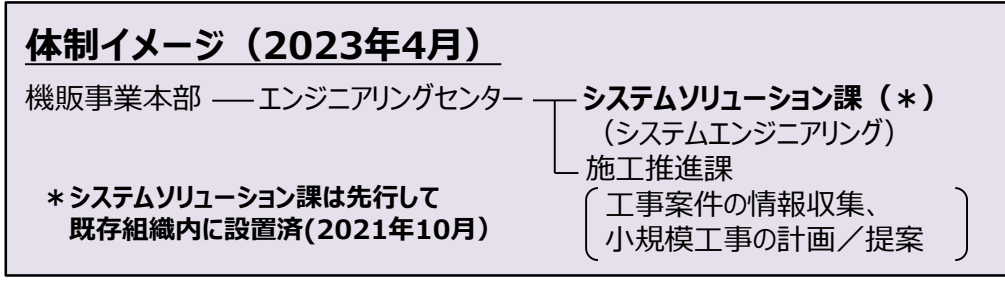 体制イメージ（2023年4月）
機販事業本部 ── エンジニアリングセンター ── システムソリューション課（＊）
（システムエンジニアリング）
施工推進課
＊システムソリューション課は先行して
既存組織内に設置済(2021年10月）
工事案件の情報収集、
小規模工事の計画／提案